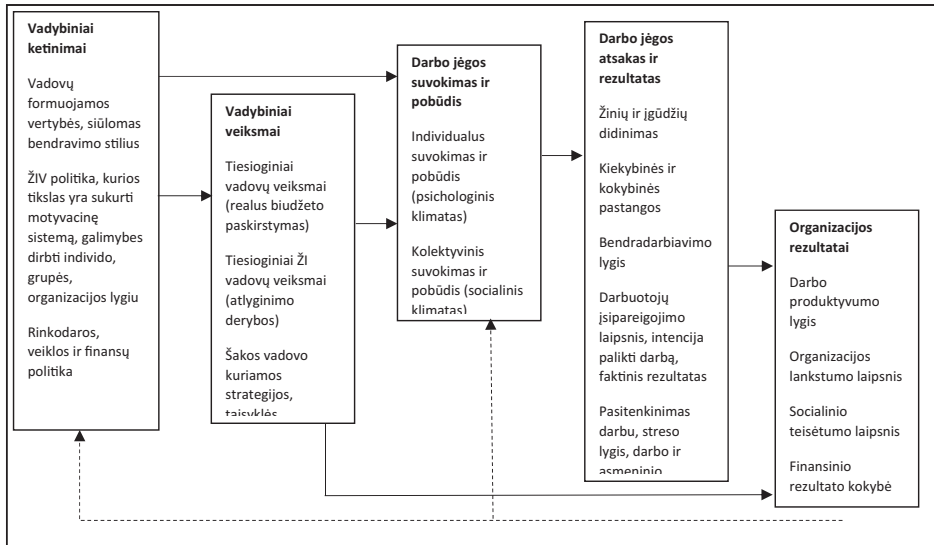 Vadybiniai
ketinimai
Vadovų
formuojamos
vertybės, siūlomas
bendravimo stilius
ŽIV politika, kurios
tikslas yra sukurti
motyvacinę
sistemą, galimybes
dirbti individo,
grupės,
organizacijos lygiu
Rinkodaros,
veiklos ir finansų
politika
Vadybiniai
veiksmai
Tiesioginiai
vadovų veiksmai
(realus biudžeto
paskirstymas)
Tiesioginiai ŽI
vadovų veiksmai
(atlyginimo
derybos)
Šakos vadovo
kuriamos
strategijos,
taisyklės
Darbo jėgos
suvokimas ir
pobūdis
Individualus
suvokimas ir
pobūdis
(psichologinis
klimatas)
Kolektyvinis
suvokimas ir
pobūdis (socialinis
klimatas)
Darbo jėgos
atsakas ir
rezultatas
Žinių ir įgūdžių
didinimas
Kiekybinės ir
kokybinės
pastangos
Bendradarbiavimo
lygis
Darbuotojų
įsipareigojimo
laipsnis, intencija
palikti darbą,
faktinis rezultatas
Pasitenkinimas
darbu, streso
lygis, darbo ir
asmeninio
Organizacijos
rezultatai
Darbo
produktyvumo
lygis
Organizacijos
lankstumo laipsnis
Socialinio
teisėtumo laipsnis
Finansinio
rezultato kokybė